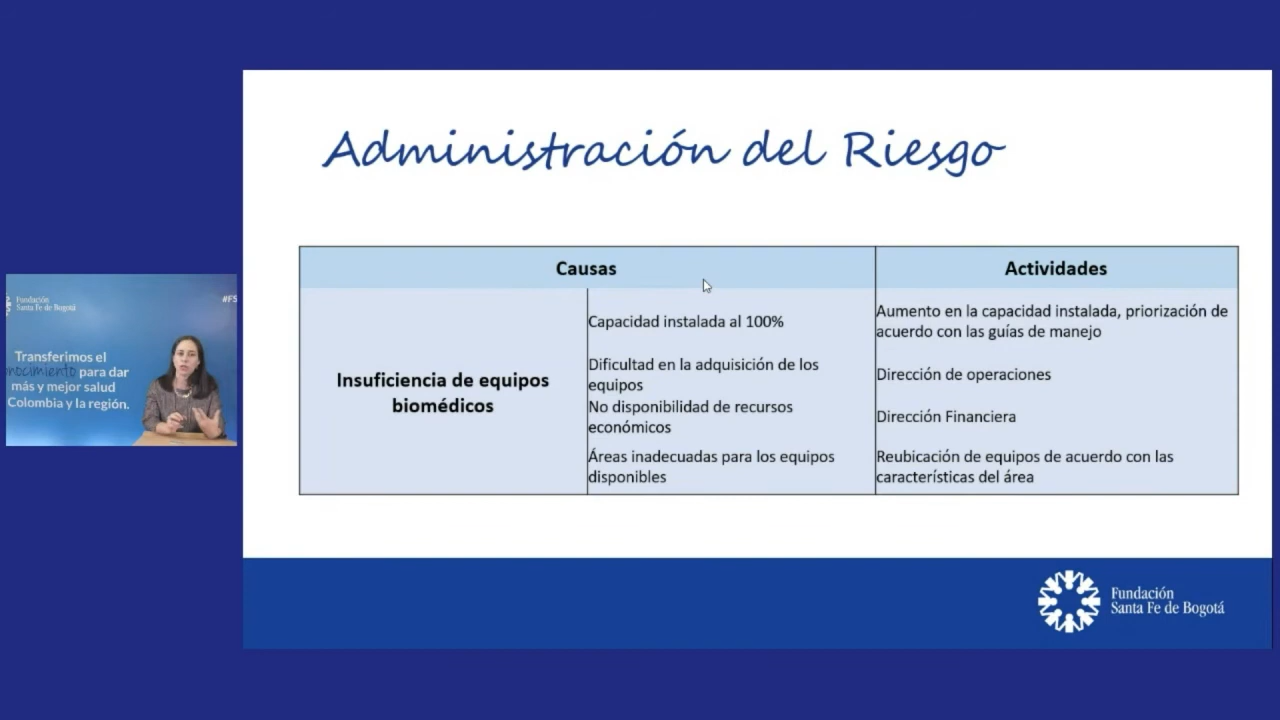 Administración del Riesgo
Causas
Actividades
Insuficiencia de equipos
biomédicos
Capacidad instalada al 100%
Dificultad en la adquisición de los
equipos
No disponibilidad de recursos
económicos
Áreas inadecuadas para los equipos
disponibles
Aumento en la capacidad instalada, priorización de
acuerdo con las guías de manejo
Dirección de operaciones
Dirección Financiera
Reubicación de equipos de acuerdo con las
características del área
Fundación
Santa Fe de Bogotá
#FS
Transferimos el
nocimiento para dar
más y mejor salud
Colombia y la región.
Fundación
Santa Fe de Bogotá